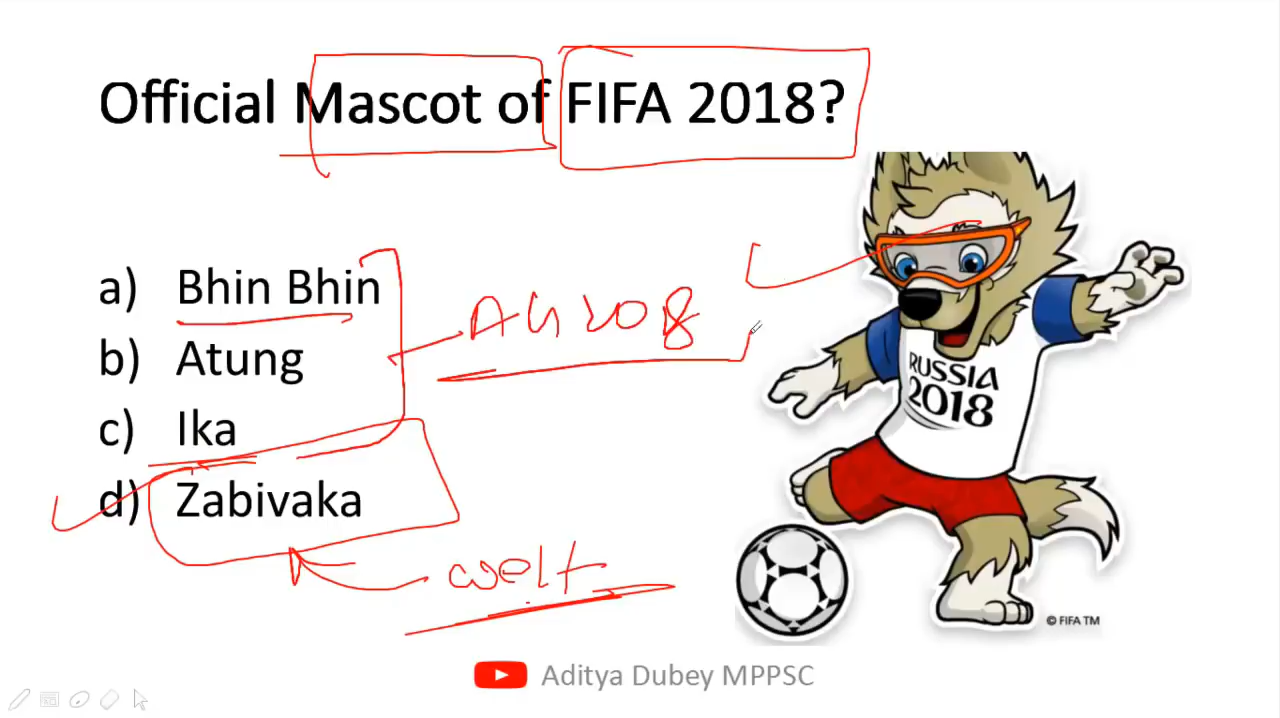 Official Mascot of FIFA 2018?
a) Bhin Bhin
b) Atung
c) Ika
d) Zabivaka
AG 2018
welt
RUSSIA
2018
© FIFA TM
Aditya Dubey MPPSC